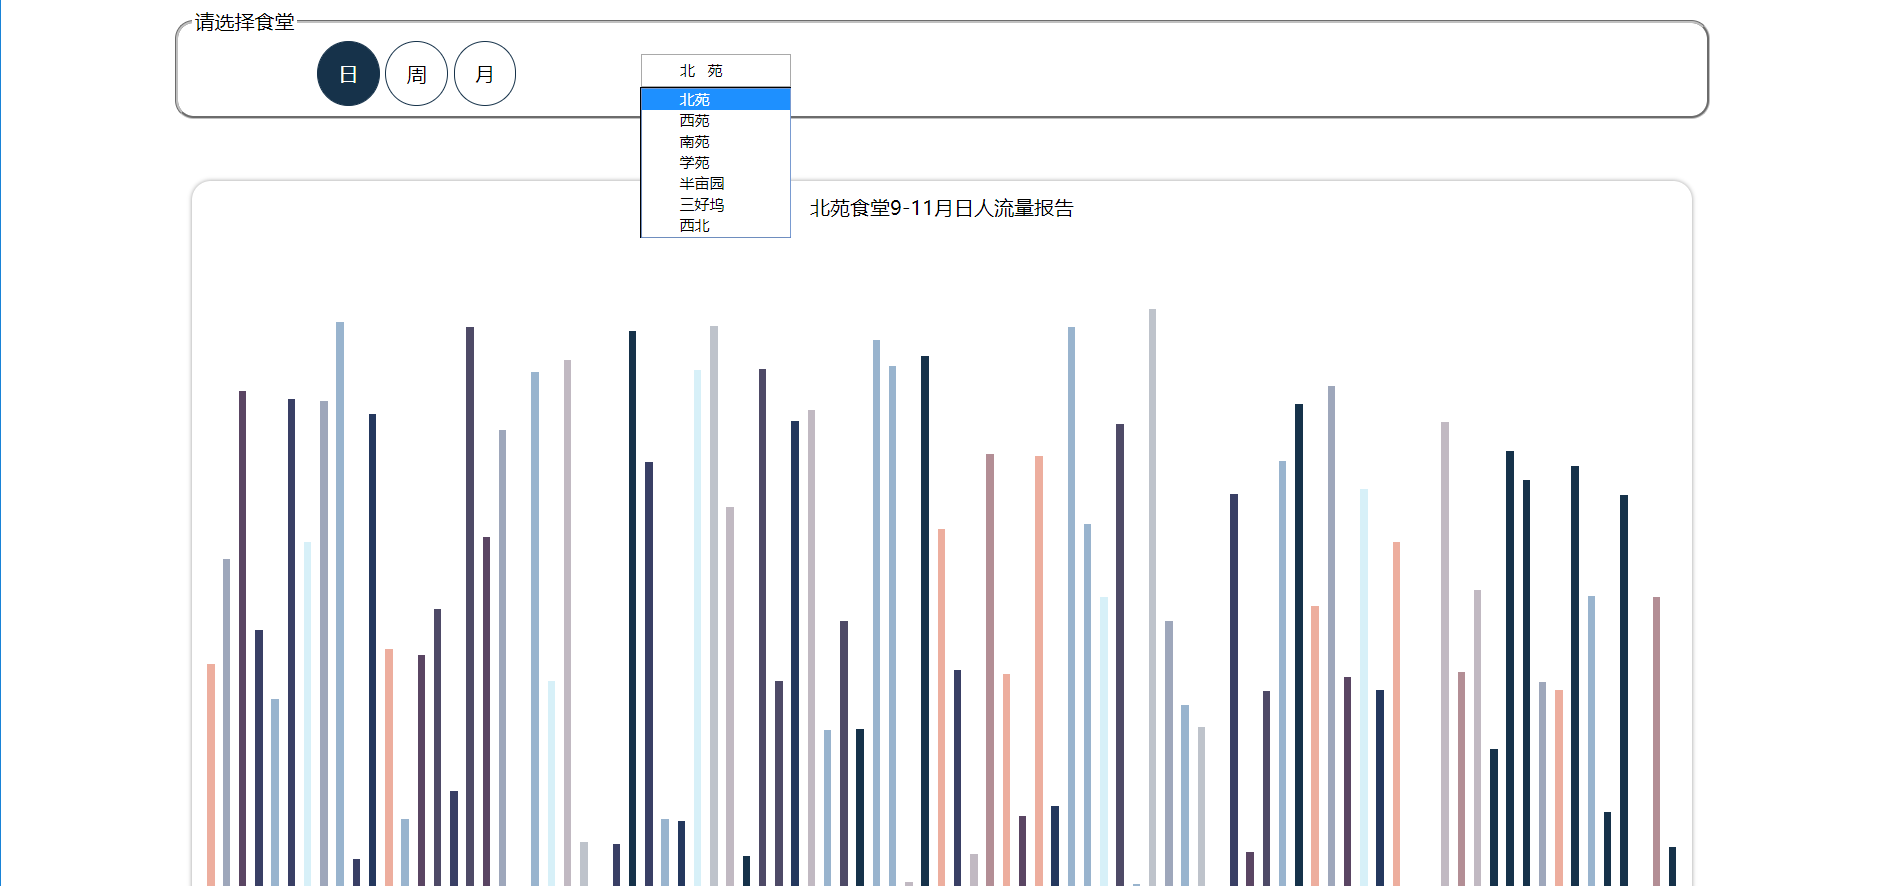 请选择食堂
日 周 月
北 苑
北苑
西苑
南苑
学苑
半亩园
三好坞
西北
北苑食堂9-11月日人流量报告